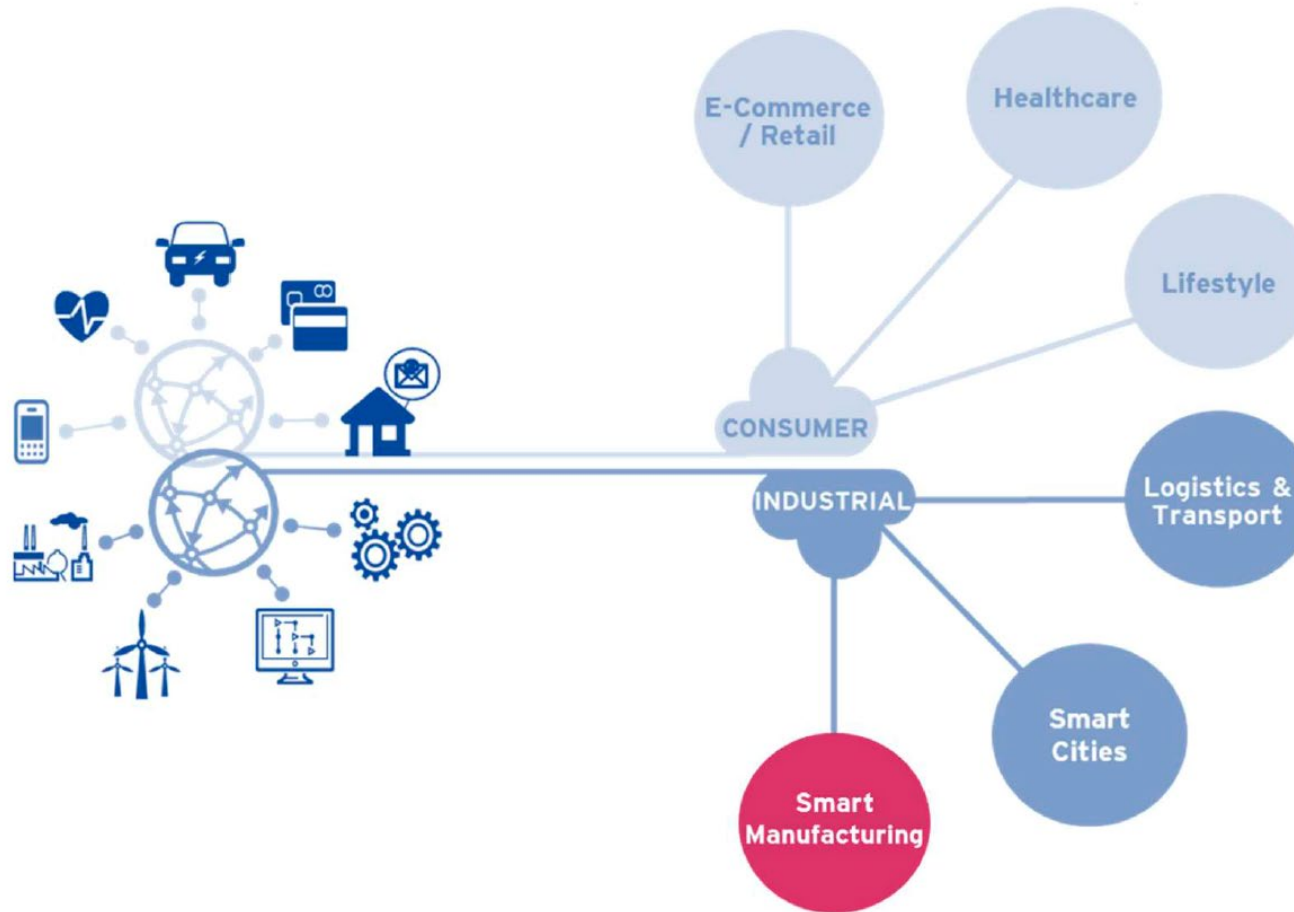 E-Commerce
/ Retail
Healthcare
Lifestyle
CONSUMER
INDUSTRIAL
Logistics &
Transport
Smart
Cities
Smart
Manufacturing